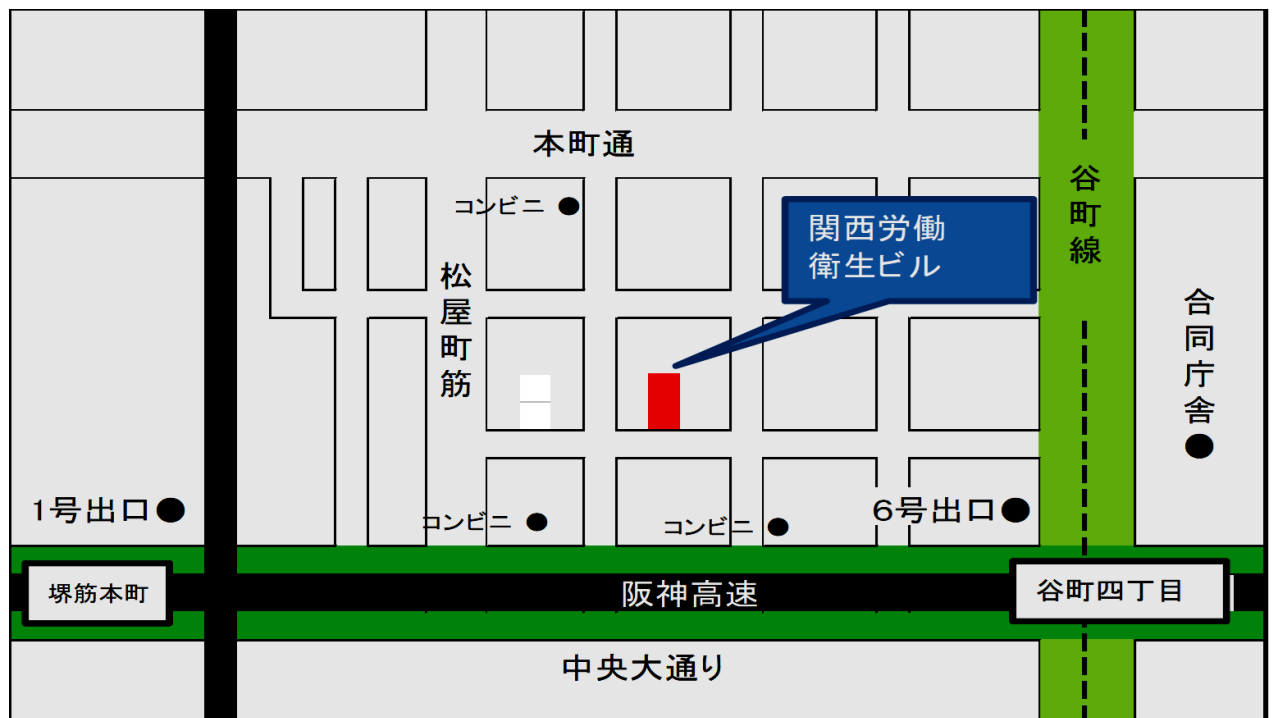 本町通
谷町線
コンビニ
関西労働
衛生ビル
松屋町筋
合同庁舎
1号出口
コンビニ
コンビニ
6号出口
堺筋本町
阪神高速
谷町四丁目
中央大通り